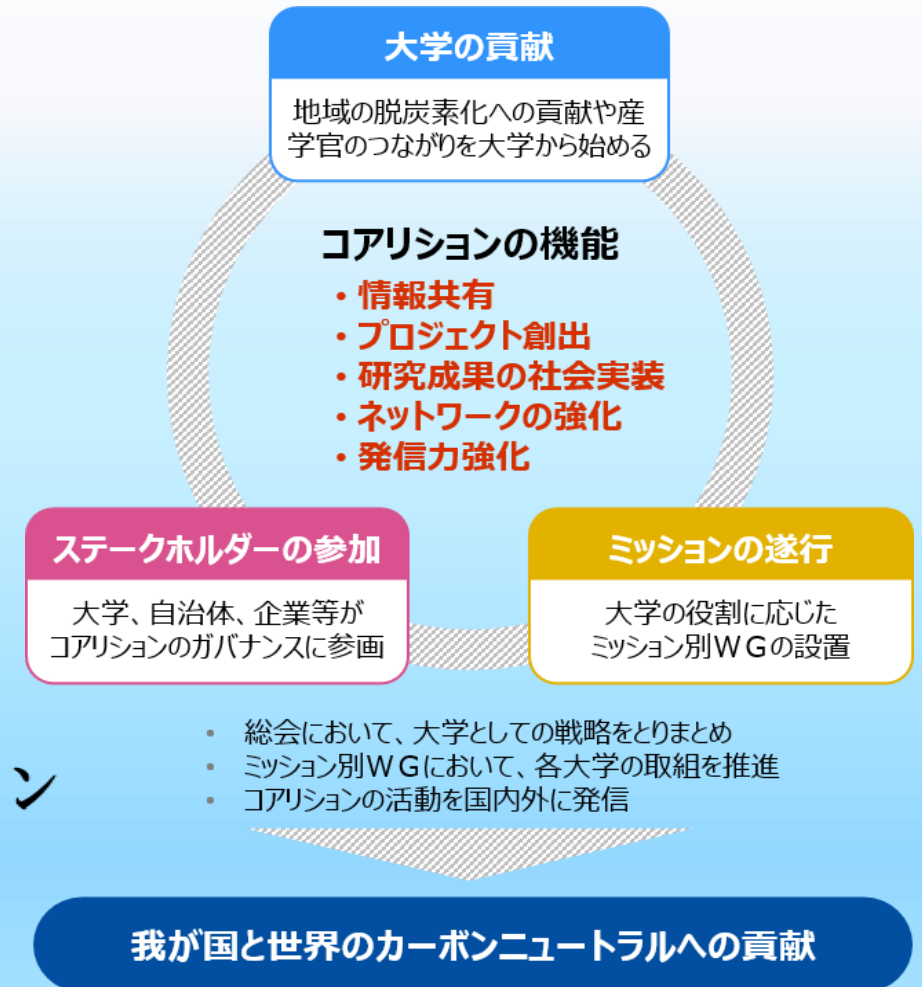 大学の貢献
地域の脱炭素化への貢献や産
学官のつながりを大学から始める
コアリションの機能
・情報共有
・プロジェクト創出
・研究成果の社会実装
・ネットワークの強化
・発信力強化
ステークホルダーの参加
大学、自治体、企業等が
コアリションのガバナンスに参画
ミッションの遂行
大学の役割に応じた
ミッション別ＷＧの設置
• 総会において、大学としての戦略をとりまとめ
• ミッション別ＷＧにおいて、各大学の取組を推進
• コアリションの活動を国内外に発信
ン
我が国と世界のカーボンニュートラルへの貢献